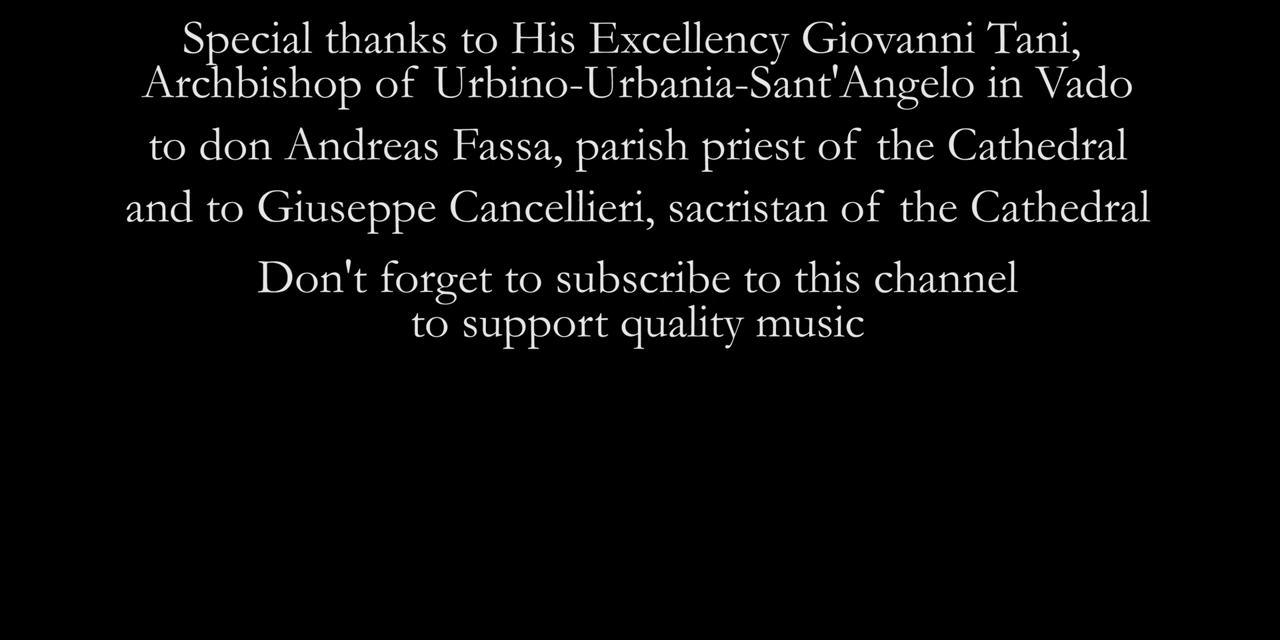 Special thanks to His Excellency Giovanni Tani,
Archbishop of Urbino-Urbania-Sant'Angelo in Vado
to don Andreas Fassa, parish priest of the Cathedral
and to Giuseppe Cancellieri, sacristan of the Cathedral
Don't forget to subscribe to this channel
to support quality music